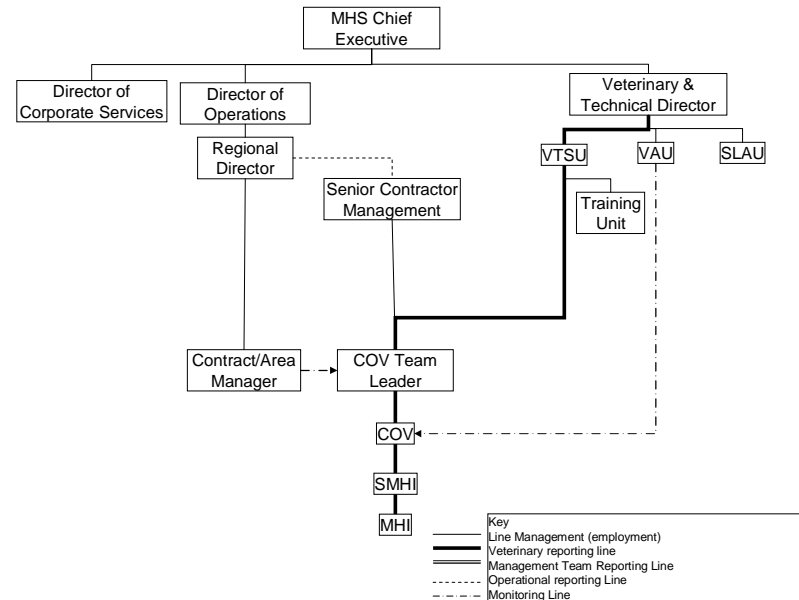 MHS Chief
Executive
Director of
Corporate Services
Director of
Operations
Veterinary &
Technical Director
Regional
Director
VTSU
VAU
SLAU
Senior Contractor
Management
Training
Unit
Contract/Area
Manager
COV Team
Leader
COV
SMHI
MHI
Key
Line Management (employment)
Veterinary reporting line
Management Team Reporting Line
Operational reporting Line
Monitoring Line